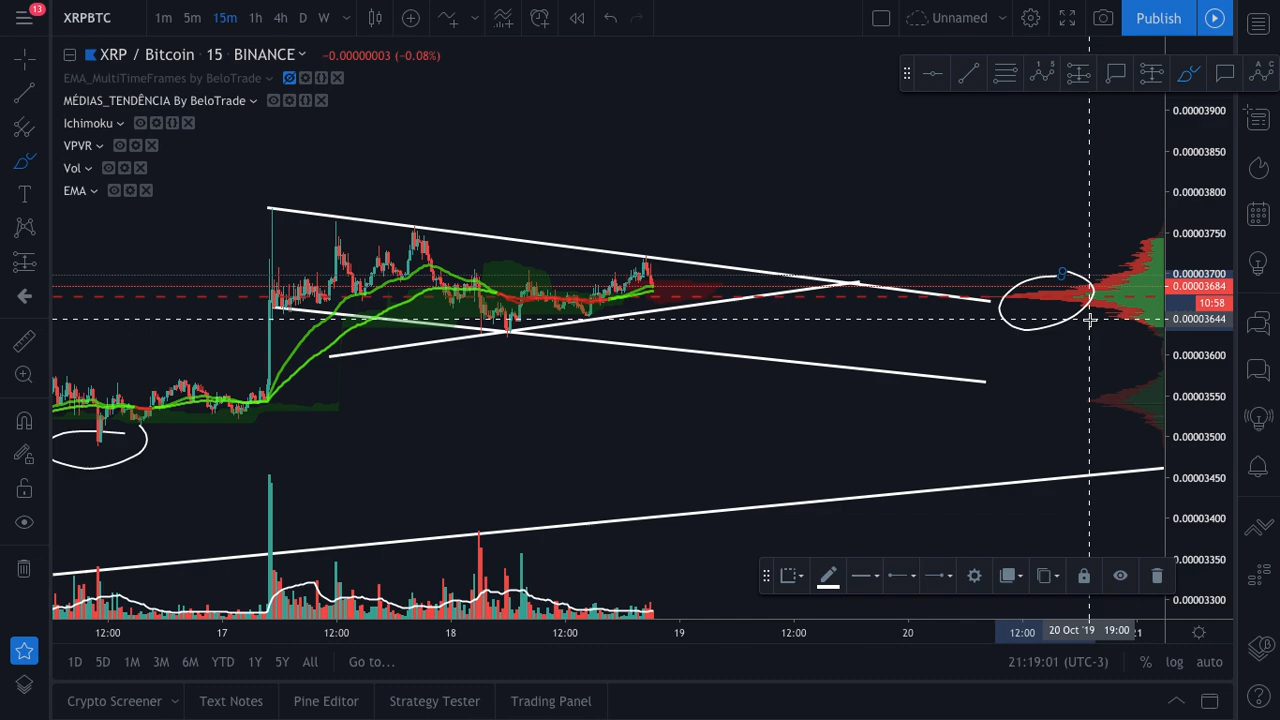 13
XRPBTC
1m 5m 15m 1h 4h D W
Unnamed
Publish
XRP / Bitcoin · 15 · BINANCE
−0.00000003 (−0.08%)
EMA_MultiTimeFrames by BeloTrade
MÉDIAS_TENDÊNCIA By BeloTrade
Ichimoku
VPVR
Vol
EMA
0.00003900
0.00003850
0.00003800
0.00003750
0.00003700
0.00003684
10:58
0.00003644
0.00003600
0.00003550
0.00003500
0.00003450
0.00003400
0.00003350
0.00003300
12:00 17 12:00 18 12:00 19 12:00 20 12:00 20 Oct '19 19:00 21
1D 5D 1M 3M 6M YTD 1Y 5Y All Go to...
21:19:01 (UTC-3) % log auto
Crypto Screener Text Notes Pine Editor Strategy Tester Trading Panel